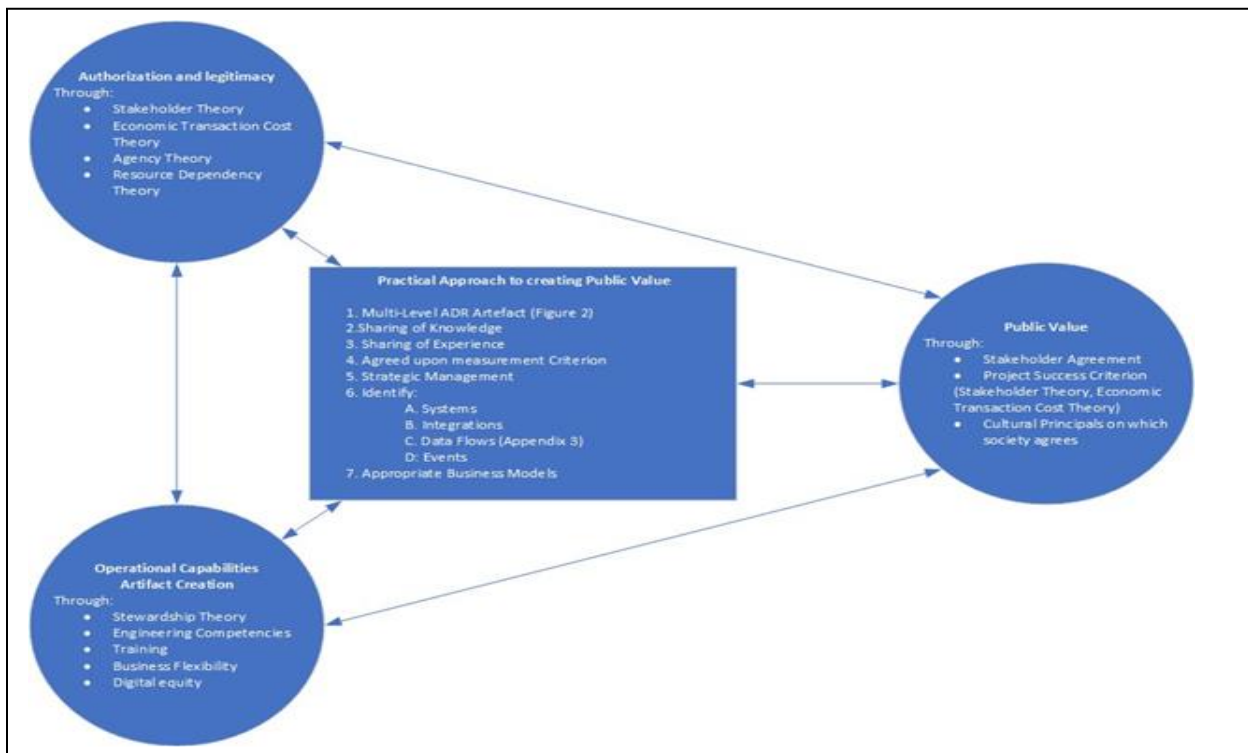 Authorization and legitimacy
Through:
• Stakeholder Theory
• Economic Transaction Cost
Theory
• Agency Theory
• Resource Dependency
Theory
Practical Approach to creating Public Value
1. Multi-Level ADR Artefact (Figure 2)
2.Sharing of Knowledge
3. Sharing of Experience
4. Agreed upon measurement Criterion
5. Strategic Management
6. Identify:
A. Systems
B. Integrations
C. Data Flows (Appendix 3)
D: Events
7. Appropriate Business Models
Public Value
Through:
• Stakeholder Agreement
• Project Success Criterion
(Stakeholder Theory, Economic
Transaction Cost Theory)
• Cultural Principals on which
society agrees
Operational Capabilities
Artifact Creation
Through:
• Stewardship Theory
• Engineering Competencies
• Training
• Business Flexibility
• Digital equity